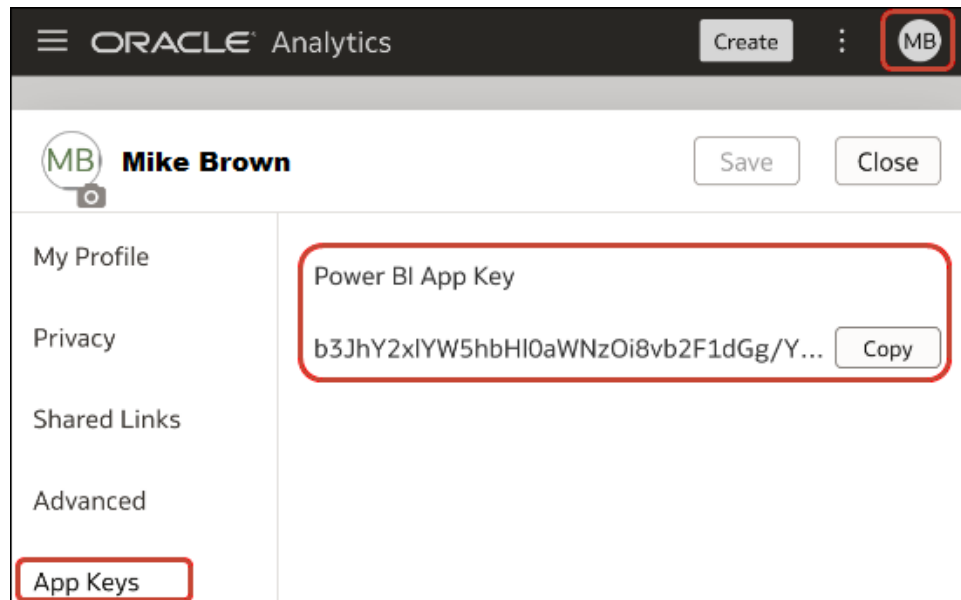 ORACLE Analytics Create MB
MB Mike Brown Save Close
My Profile
Power BI App Key
Privacy
b3JhY2xlYW5hbHl0aWNzOi8vb2F1dGg/Y... Copy
Shared Links
Advanced
App Keys